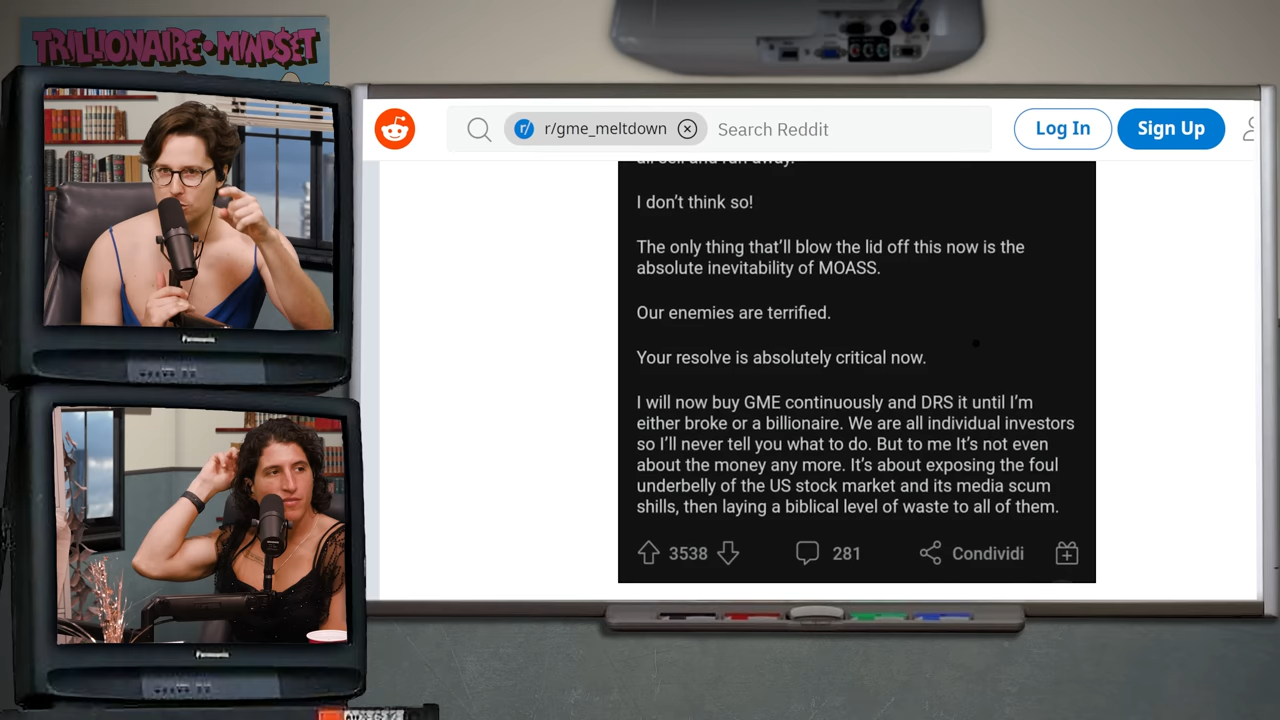 TRILLIONAIRE • MINDSET
r/gme_meltdown
Search Reddit
Log In
Sign Up
all sell and run away.
I don't think so!
The only thing that'll blow the lid off this now is the
absolute inevitability of MOASS.
Our enemies are terrified.
Your resolve is absolutely critical now.
I will now buy GME continuously and DRS it until I'm
either broke or a billionaire. We are all individual investors
so I'll never tell you what to do. But to me It's not even
about the money any more. It's about exposing the foul
underbelly of the US stock market and its media scum
shills, then laying a biblical level of waste to all of them.
3538
281
Condividi